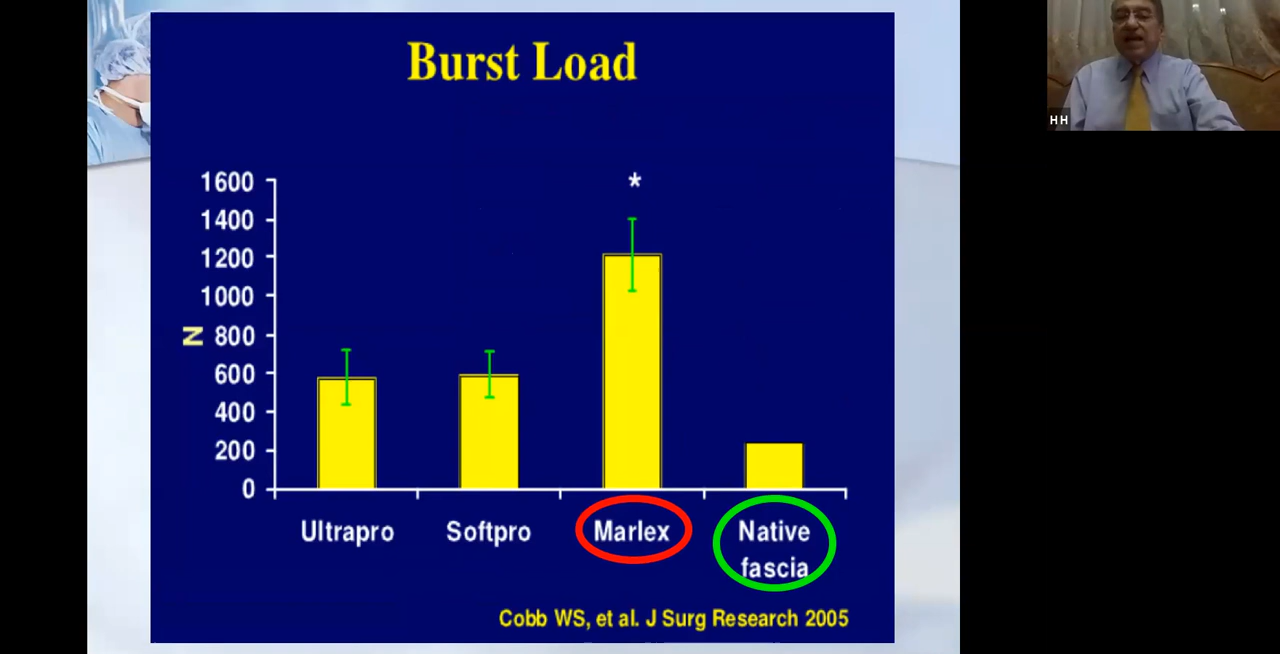 Burst Load
*
1600
1400
1200
1000
800
600
400
200
0
N
Ultrapro
Softpro
Marlex
Native
fascia
Cobb WS, et al. J Surg Research 2005
HH